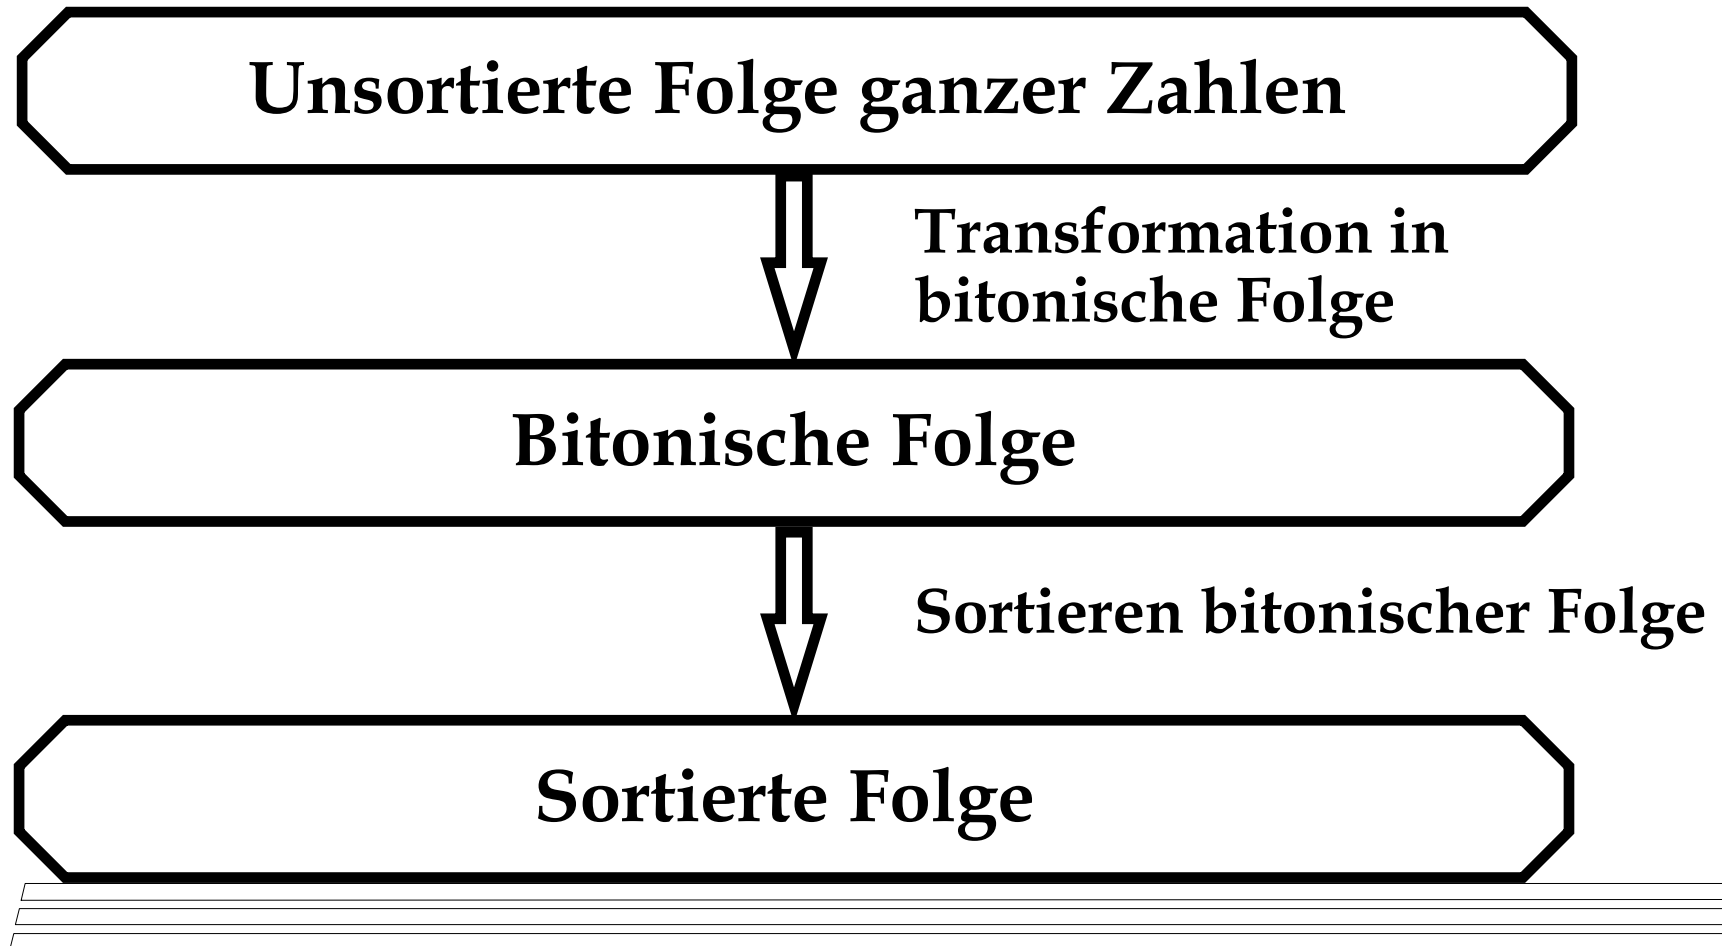 Unsortierte Folge ganzer Zahlen
Transformation in
bitonische Folge
Bitonische Folge
Sortieren bitonischer Folge
Sortierte Folge